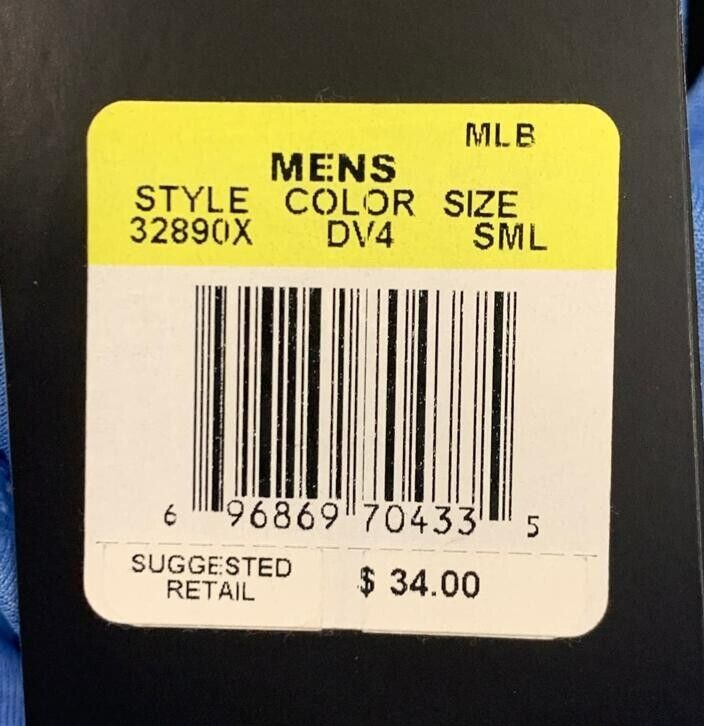 MLB
MENS
STYLE COLOR SIZE
32890X DV4 SML
6 96869 70433 5
SUGGESTED
RETAIL $ 34.00